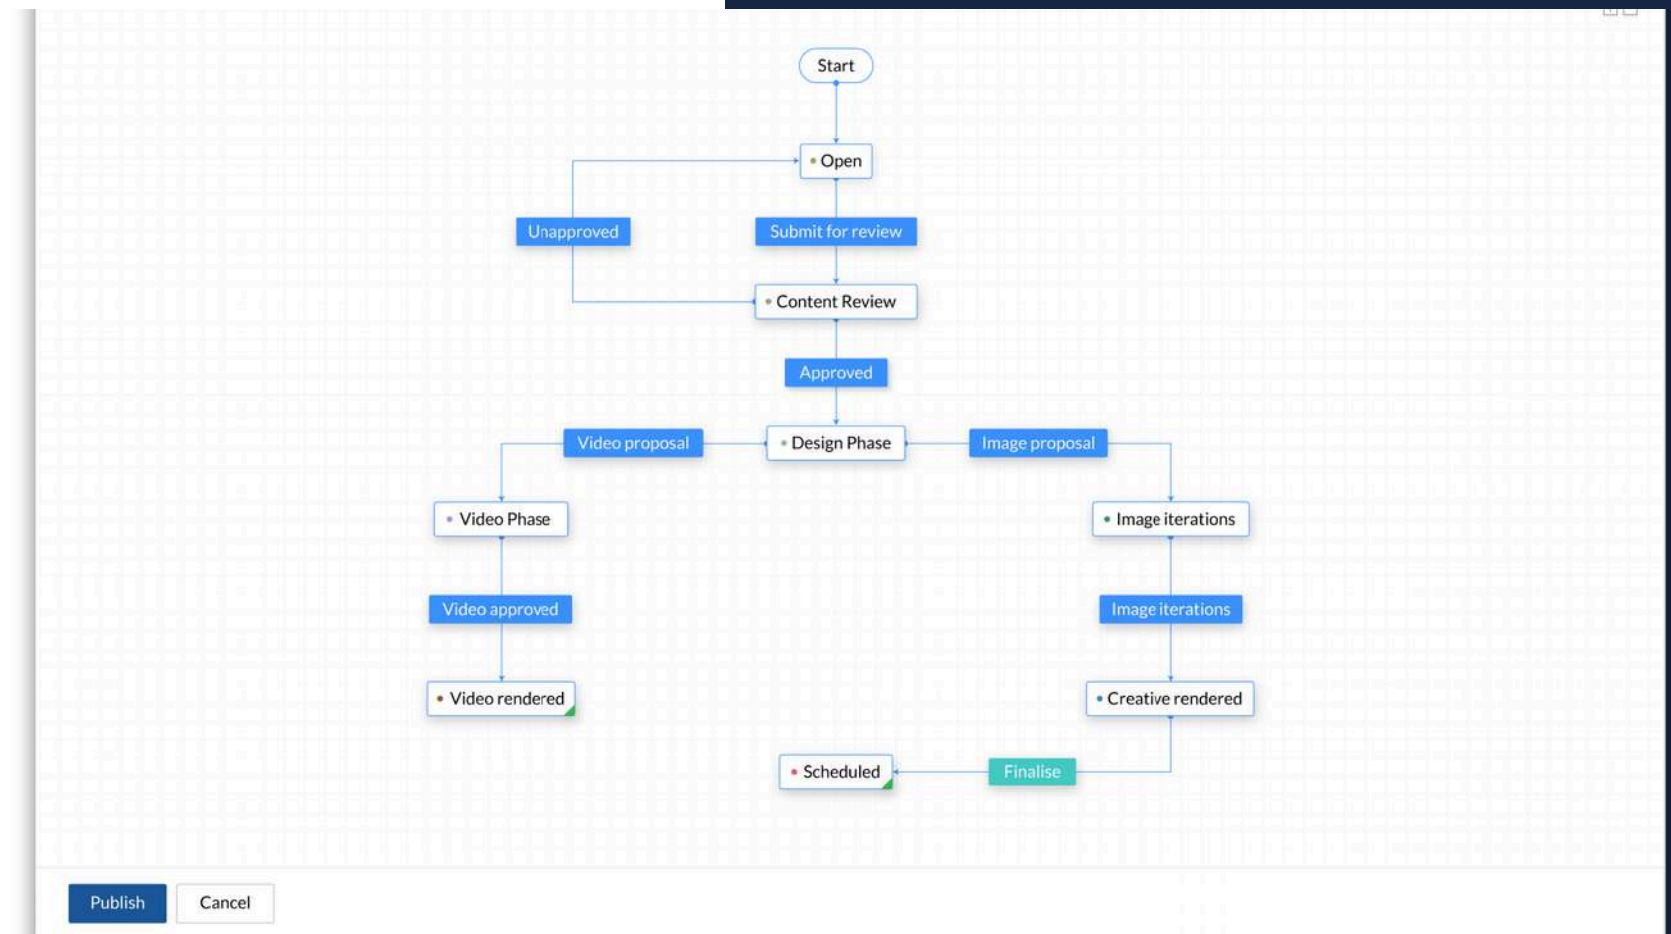 Start
Open
Unapproved
Submit for review
Content Review
Approved
Video proposal
Design Phase
Image proposal
Video Phase
Image iterations
Video approved
Image iterations
Video rendered
Creative rendered
Scheduled
Finalise
Publish
Cancel